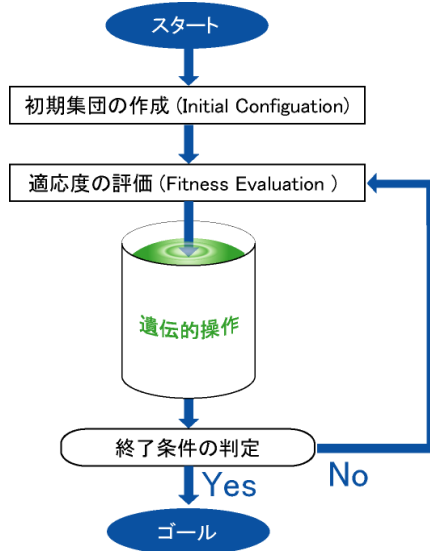 スタート
初期集団の作成 (Initial Configuation)
適応度の評価 (Fitness Evaluation )
遺伝的操作
終了条件の判定
No
Yes
ゴール